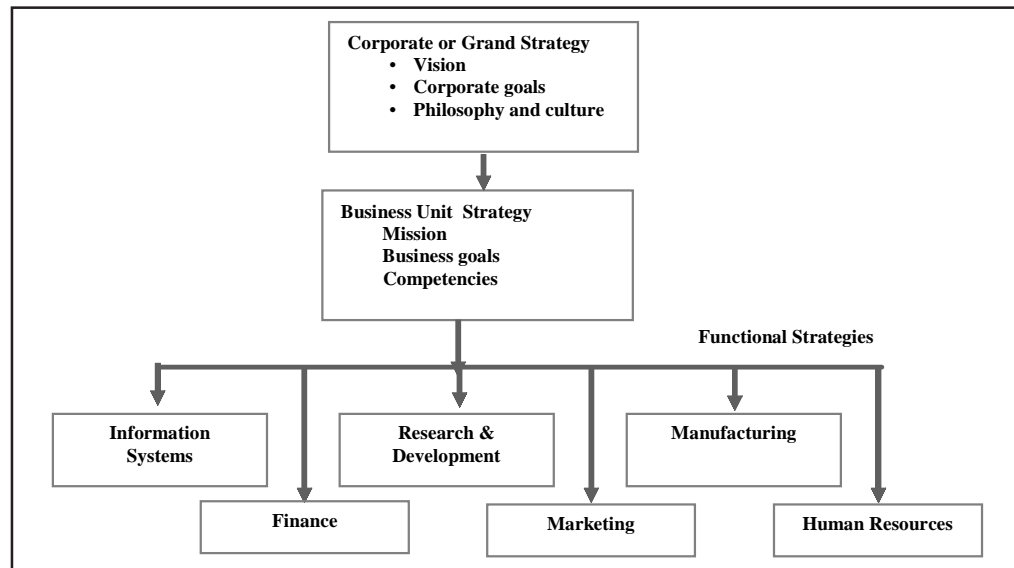 Corporate or Grand Strategy
• Vision
• Corporate goals
• Philosophy and culture
Business Unit Strategy
Mission
Business goals
Competencies
Functional Strategies
Information
Systems
Research &
Development
Manufacturing
Finance
Marketing
Human Resources